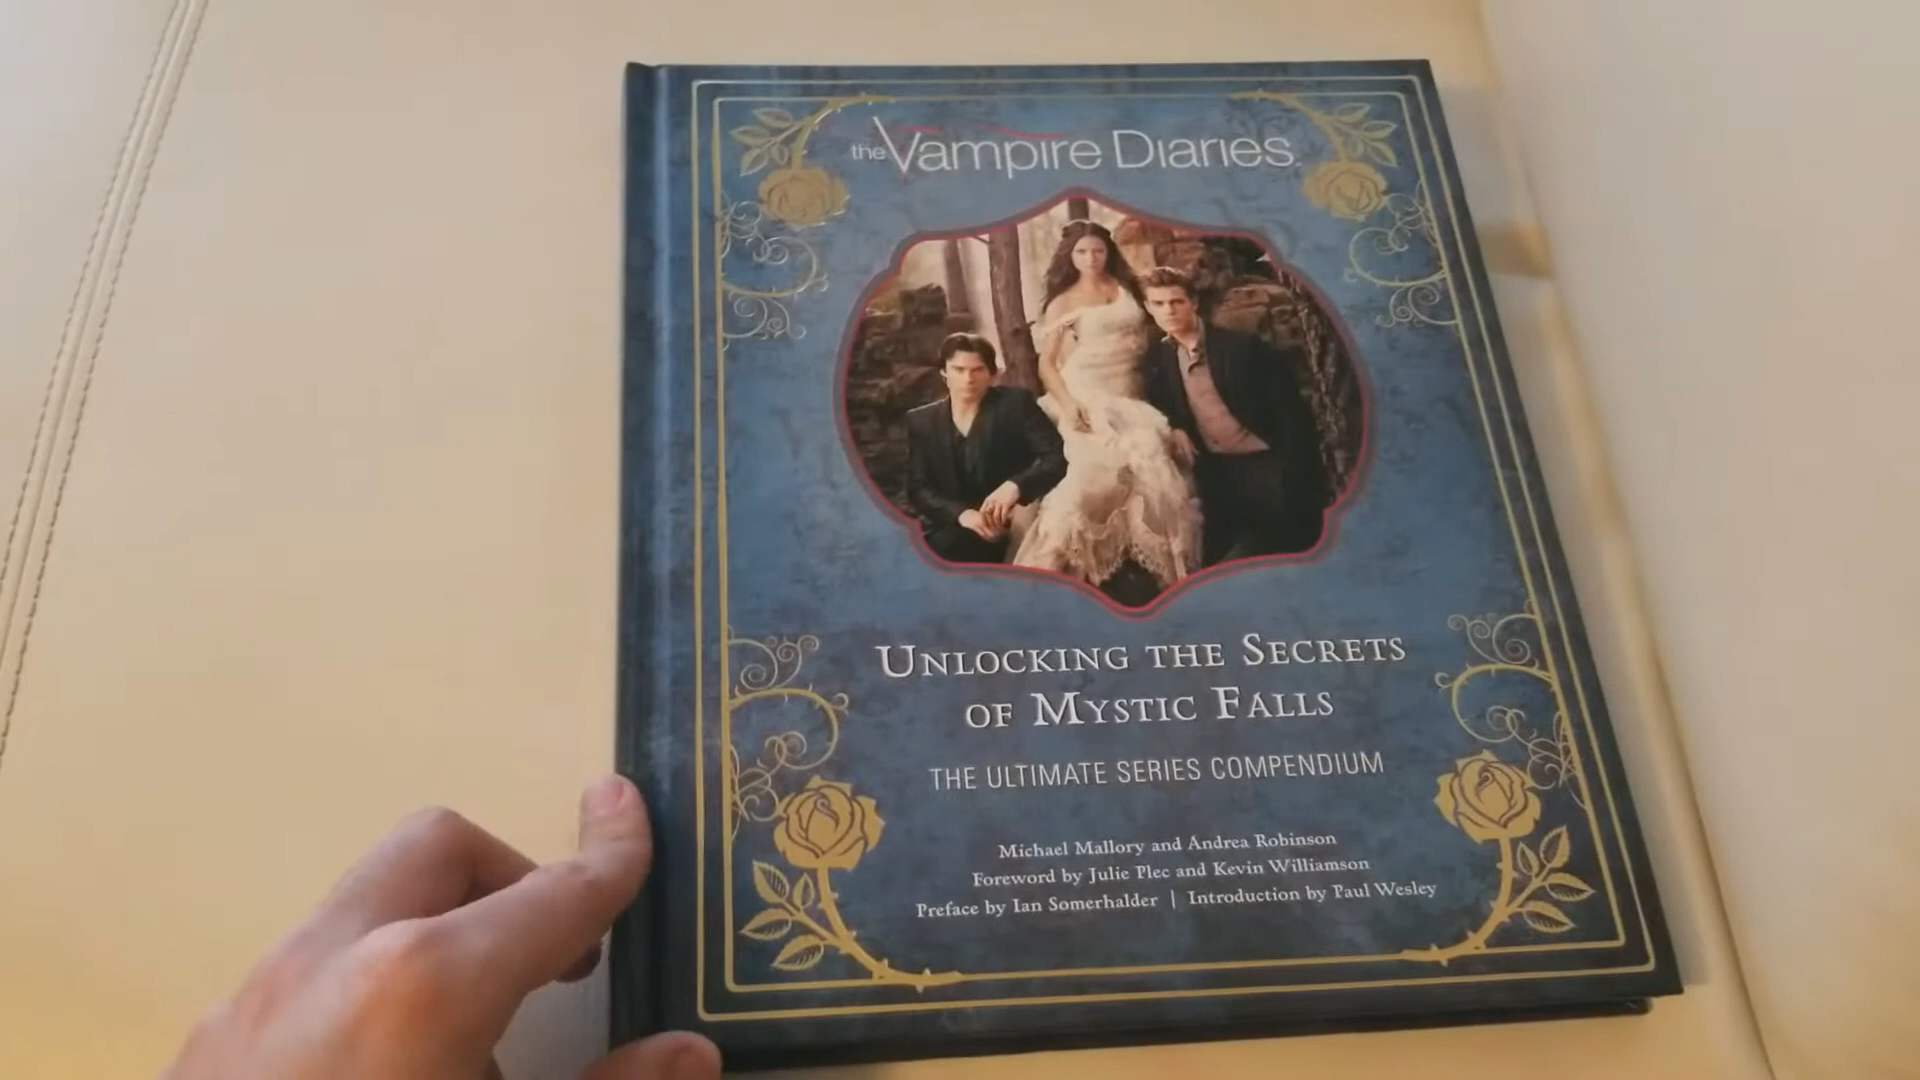 the Vampire Diaries
Unlocking the Secrets
of Mystic Falls
THE ULTIMATE SERIES COMPENDIUM
Michael Mallory and Andrea Robinson
Foreword by Julie Plec and Kevin Williamson
Preface by Ian Somerhalder | Introduction by Paul Wesley